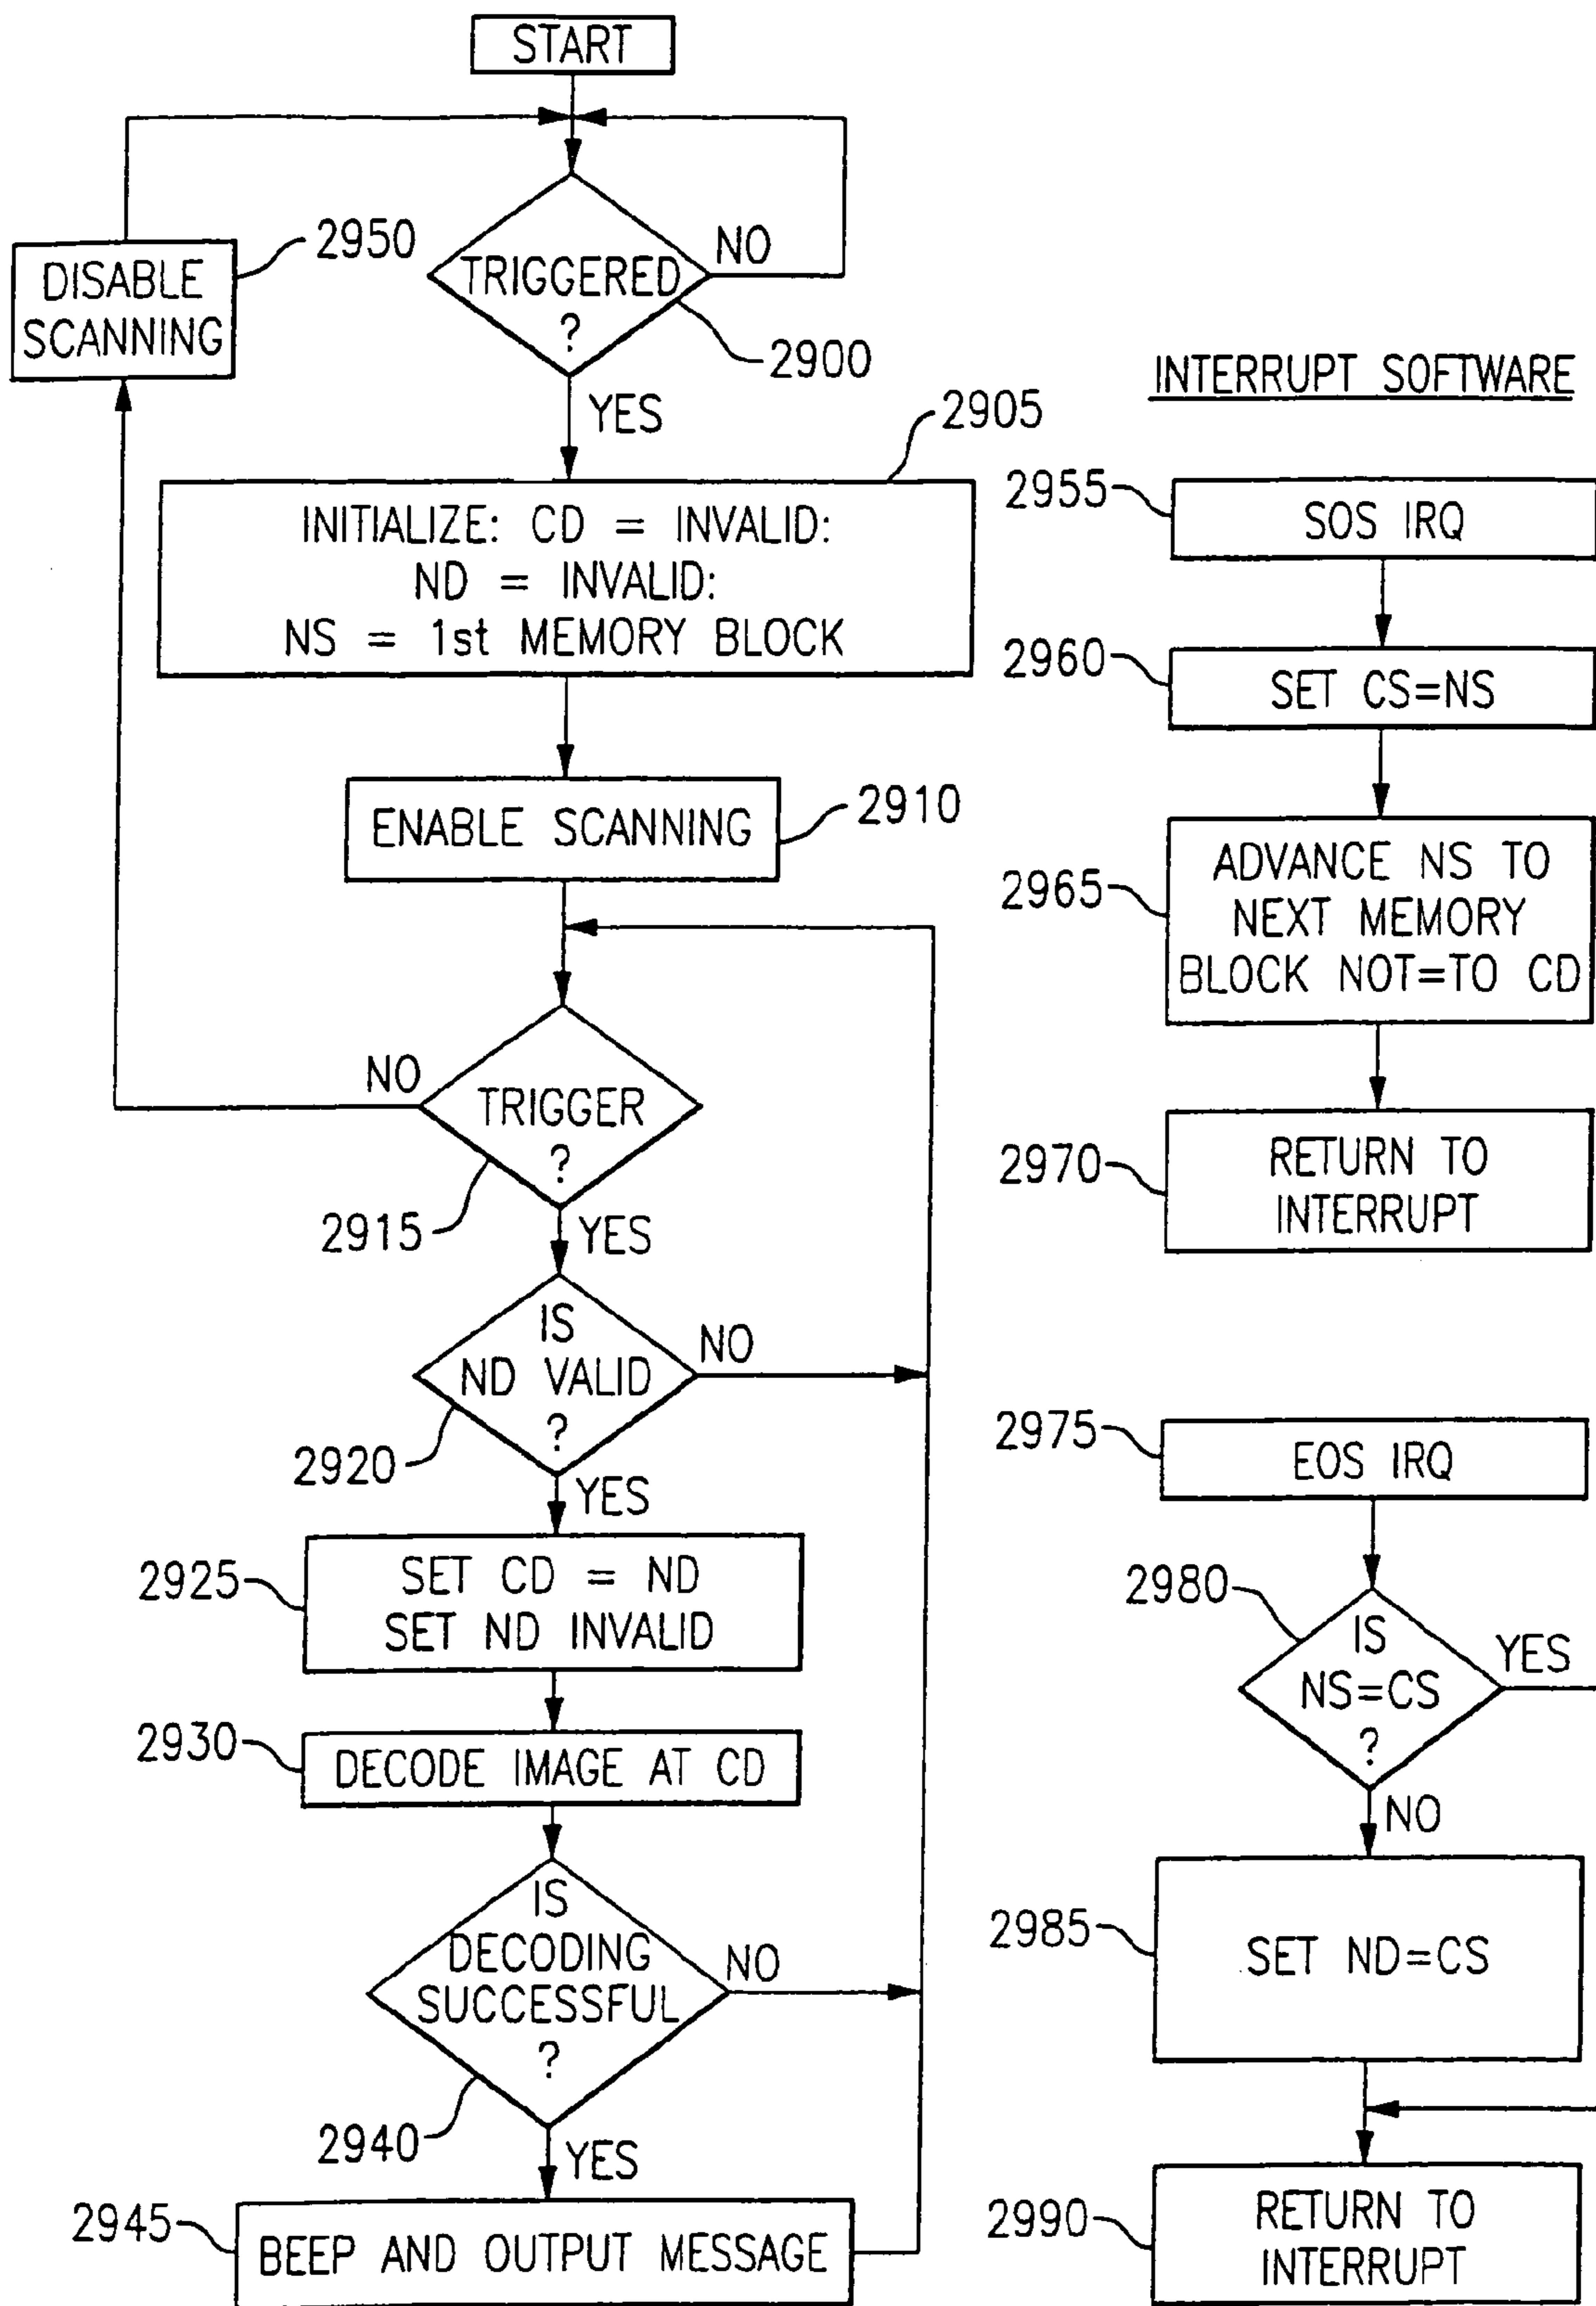 START
2950
DISABLE
SCANNING
TRIGGERED
?
NO
2900
YES
2905
INITIALIZE: CD = INVALID:
ND = INVALID:
NS = 1st MEMORY BLOCK
ENABLE SCANNING
2910
NO
TRIGGER
?
2915
YES
IS
ND VALID
?
NO
2920
YES
2925
SET CD = ND
SET ND INVALID
2930
DECODE IMAGE AT CD
IS
DECODING
SUCCESSFUL
?
NO
2940
YES
2945
BEEP AND OUTPUT MESSAGE
INTERRUPT SOFTWARE
2955
SOS IRQ
2960
SET CS=NS
2965
ADVANCE NS TO
NEXT MEMORY
BLOCK NOT=TO CD
2970
RETURN TO
INTERRUPT
2975
EOS IRQ
2980
IS
NS=CS
?
YES
NO
2985
SET ND=CS
2990
RETURN TO
INTERRUPT